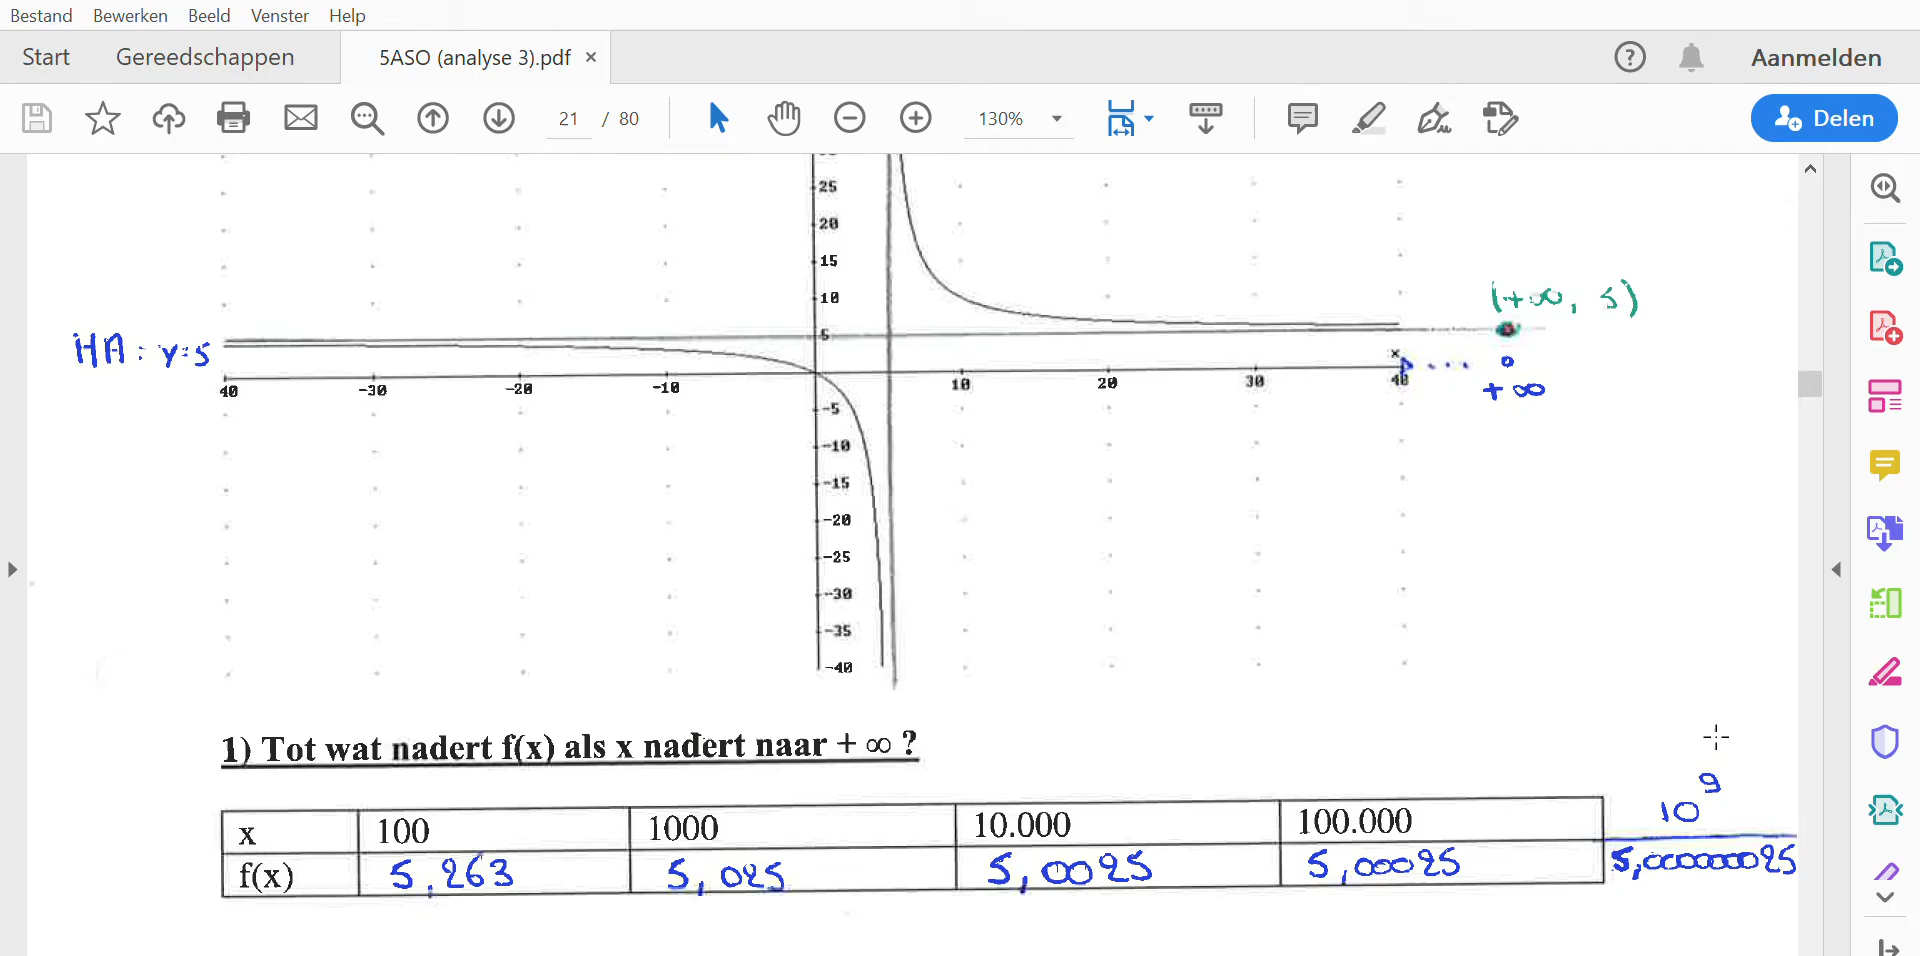 Bestand Bewerken Beeld Venster Help
Start Gereedschappen 5ASO (analyse 3).pdf × Aanmelden
21 / 80 130% Delen
25
20
15
10
(+∞, 5)
5
HA: y=5
x
+∞
40 -30 -20 -10 10 20 30 40
-5
-10
-15
-20
-25
-30
-35
-40
1) Tot wat nadert f(x) als x nadert naar + ∞ ?
x 100 1000 10.000 100.000 10⁹
f(x) 5,263 5,025 5,0025 5,00025 5,000000025